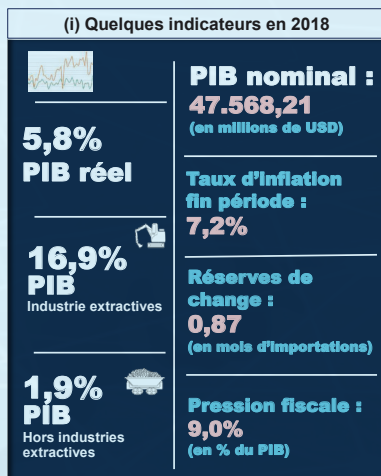 (i) Quelques indicateurs en 2018
5,8%
PIB réel
16,9%
PIB
Industrie extractives
1,9%
PIB
Hors industries
extractives
PIB nominal :
47.568,21
(en millions de USD)
Taux d'inflation
fin période :
7,2%
Réserves de
change :
0,87
(en mois d'importations)
Pression fiscale :
9,0%
(en % du PIB)